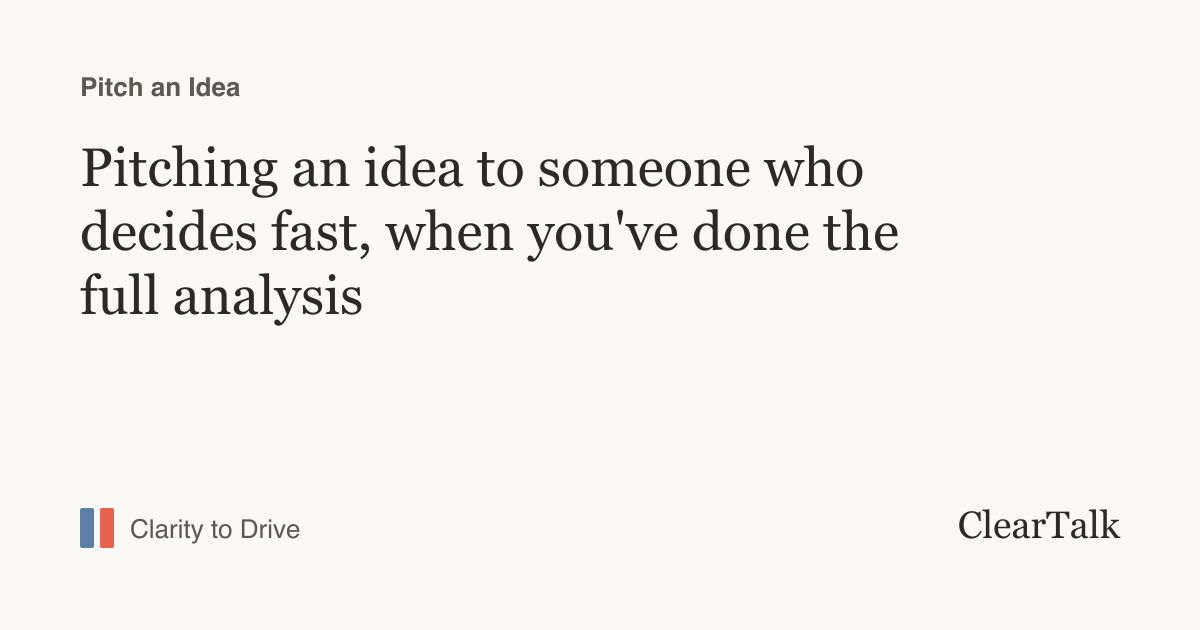 Pitch an Idea
Pitching an idea to someone who
decides fast, when you've done the
full analysis
Clarity to Drive
ClearTalk